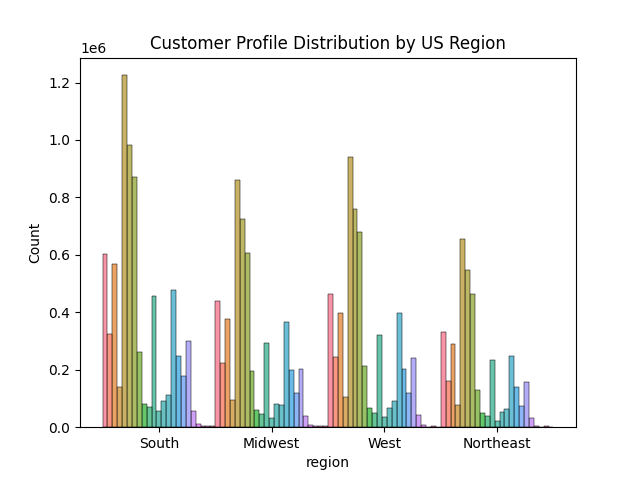 Customer Profile Distribution by US Region
1e6
1.2
1.0
0.8
0.6
0.4
0.2
0.0
Count
South Midwest West Northeast
region